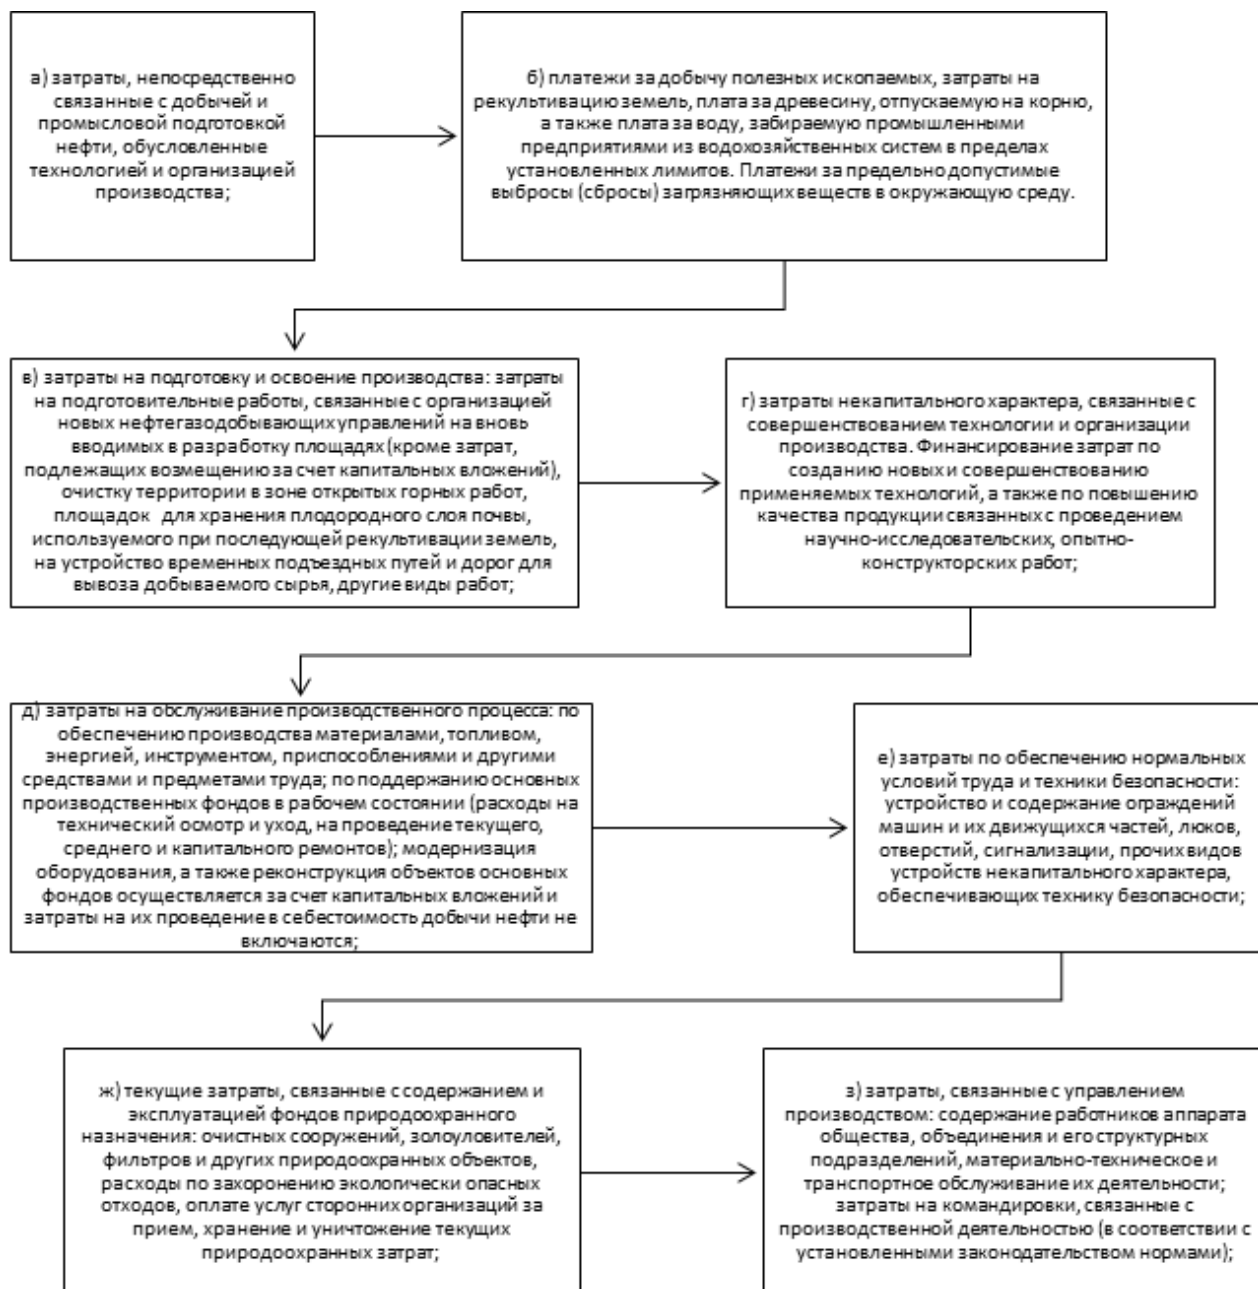 а) затраты, непосредственно
связанные с добычей и
промысловой подготовкой
нефти, обусловленные
технологией и организацией
производства;
б) платежи за добычу полезных ископаемых, затраты на
рекультивацию земель, плата за древесину, отпускаемую на корню,
а также плата за воду, забираемую промышленными
предприятиями из водохозяйственных систем в пределах
установленных лимитов. Платежи за предельно допустимые
выбросы (сбросы) загрязняющих веществ в окружающую среду.
в) затраты на подготовку и освоение производства: затраты
на подготовительные работы, связанные с организацией
новых нефтегазодобывающих управлений на вновь
вводимых в разработку площадях (кроме затрат,
подлежащих возмещению за счет капитальных вложений),
очистку территории в зоне открытых горных работ,
площадок для хранения плодородного слоя почвы,
используемого при последующей рекультивации земель,
на устройство временных подъездных путей и дорог для
вывоза добываемого сырья, другие виды работ;
г) затраты некапитального характера, связанные с
совершенствованием технологии и организации
производства. Финансирование затрат по
созданию новых и совершенствованию
применяемых технологий, а также по повышению
качества продукции связанных с проведением
научно-исследовательских, опытно-
конструкторских работ;
д) затраты на обслуживание производственного процесса: по
обеспечению производства материалами, топливом,
энергией, инструментом, приспособлениями и другими
средствами и предметами труда; по поддержанию основных
производственных фондов в рабочем состоянии (расходы на
технический осмотр и уход, на проведение текущего,
среднего и капитального ремонтов); модернизация
оборудования, а также реконструкция объектов основных
фондов осуществляется за счет капитальных вложений и
затраты на их проведение в себестоимость добычи нефти не
включаются;
е) затраты по обеспечению нормальных
условий труда и техники безопасности:
устройство и содержание ограждений
машин и их движущихся частей, люков,
отверстий, сигнализации, прочих видов
устройств некапитального характера,
обеспечивающих технику безопасности;
ж) текущие затраты, связанные с содержанием и
эксплуатацией фондов природоохранного
назначения: очистных сооружений, золоуловителей,
фильтров и других природоохранных объектов,
расходы по захоронению экологически опасных
отходов, оплате услуг сторонних организаций за
прием, хранение и уничтожение текущих
природоохранных затрат;
з) затраты, связанные с управлением
производством: содержание работников аппарата
общества, объединения и его структурных
подразделений, материально-техническое и
транспортное обслуживание их деятельности;
затраты на командировки, связанные с
производственной деятельностью (в соответствии с
установленными законодательством нормами);